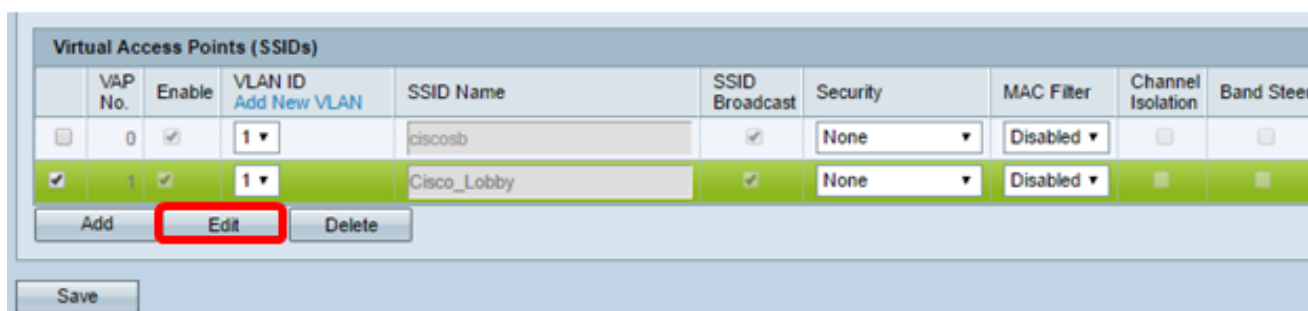 Virtual Access Points (SSIDs)
VAP No. Enable VLAN ID Add New VLAN SSID Name SSID Broadcast Security MAC Filter Channel Isolation Band Steer
0 1 ciscosb None Disabled
1 1 Cisco_Lobby None Disabled
Add Edit Delete
Save